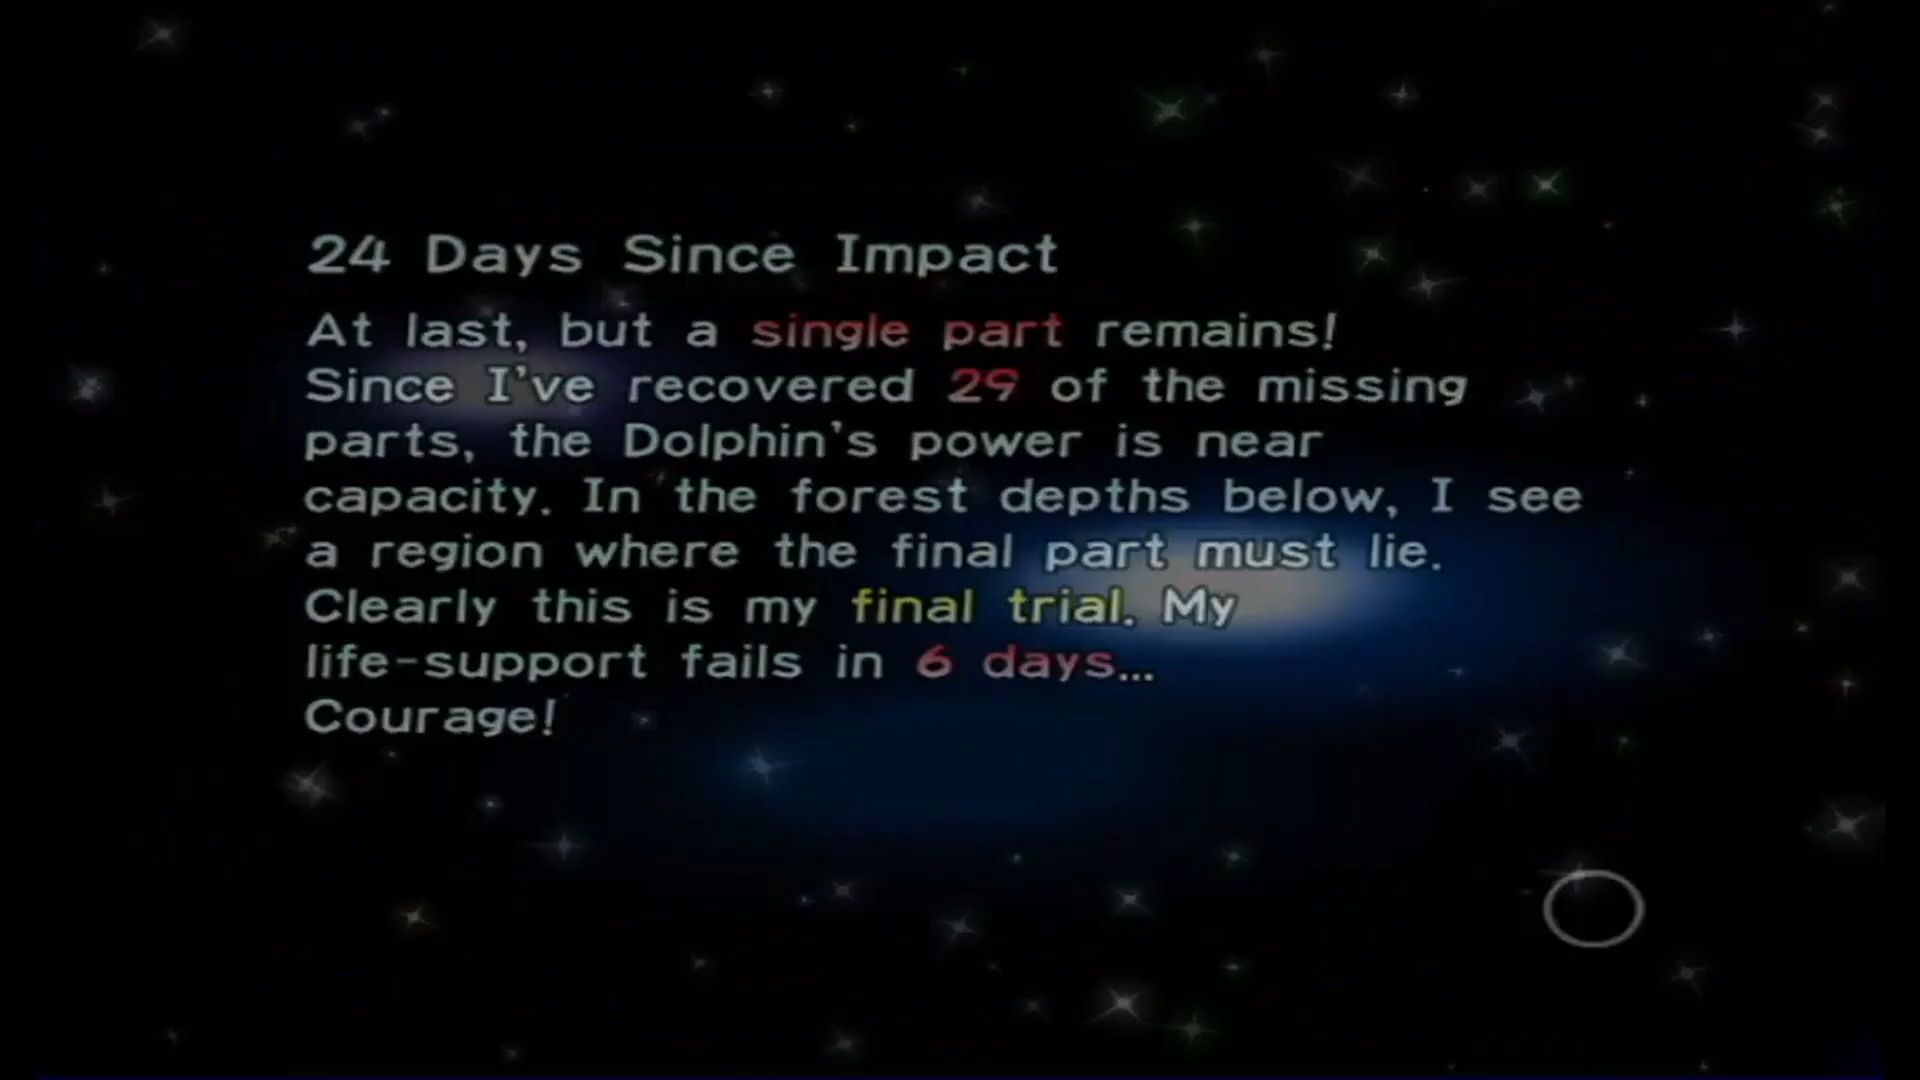 24 Days Since Impact
At last, but a single part remains!
Since I've recovered 29 of the missing
parts, the Dolphin's power is near
capacity. In the forest depths below, I see
a region where the final part must lie.
Clearly this is my final trial. My
life-support fails in 6 days...
Courage!